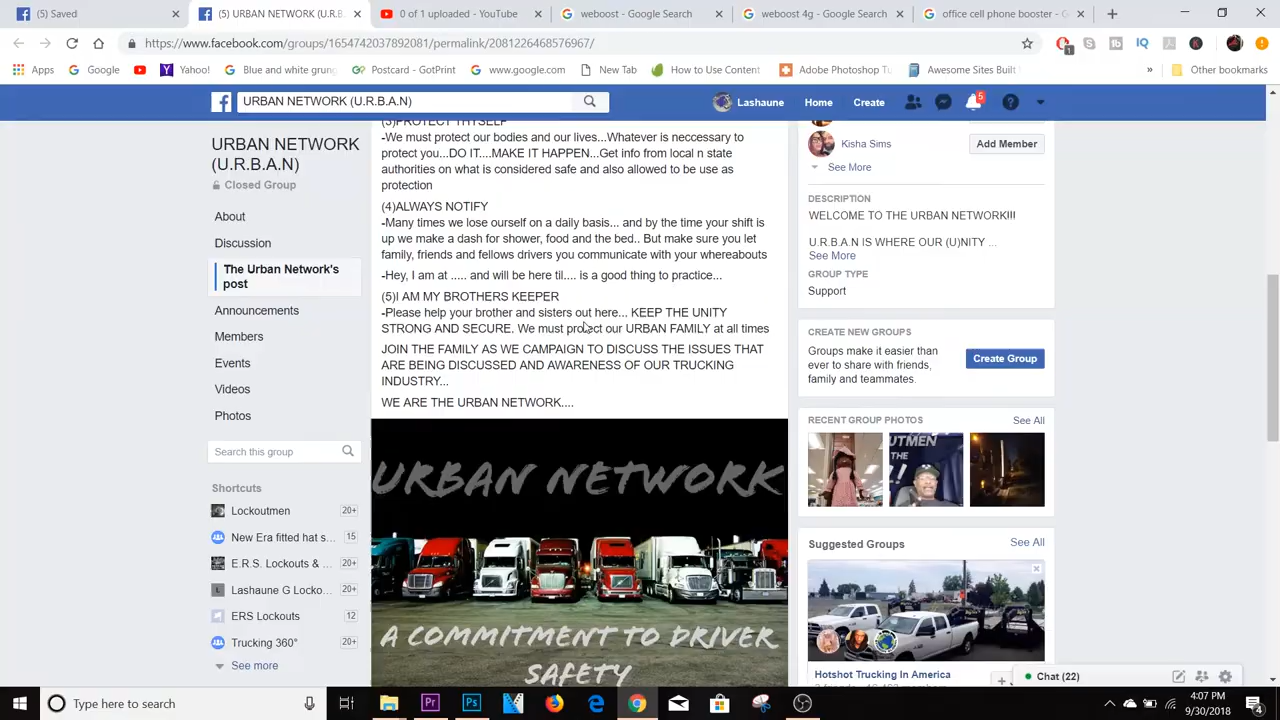 (5) Saved
(5) URBAN NETWORK (U.R.B.A
0 of 1 uploaded - YouTube
weboost - Google Search
weboost 4g - Google Search
office cell phone booster - G
https://www.facebook.com/groups/1654742037892081/permalink/2081226468576967/
Apps
Google
Yahoo!
Blue and white grung
Postcard - GotPrint
www.google.com
New Tab
How to Use Content
Adobe Photoshop Tu
Awesome Sites Built
»
Other bookmarks
URBAN NETWORK (U.R.B.A.N)
Lashaune
Home
Create
5
URBAN NETWORK
(U.R.B.A.N)
Closed Group
About
Discussion
The Urban Network's
post
Announcements
Members
Events
Videos
Photos
Search this group
Shortcuts
Lockoutmen 20+
New Era fitted hat s... 15
E.R.S. Lockouts & ... 20+
Lashaune G Locko... 20+
ERS Lockouts 12
Trucking 360° 20+
See more
(3)PROTECT THYSELF
-We must protect our bodies and our lives...Whatever is neccessary to
protect you...DO IT....MAKE IT HAPPEN...Get info from local n state
authorities on what is considered safe and also allowed to be use as
protection
(4)ALWAYS NOTIFY
-Many times we lose ourself on a daily basis... and by the time your shift is
up we make a dash for shower, food and the bed.. But make sure you let
family, friends and fellows drivers you communicate with your whereabouts
-Hey, I am at ..... and will be here til.... is a good thing to practice...
(5)I AM MY BROTHERS KEEPER
-Please help your brother and sisters out here... KEEP THE UNITY
STRONG AND SECURE. We must protect our URBAN FAMILY at all times
JOIN THE FAMILY AS WE CAMPAIGN TO DISCUSS THE ISSUES THAT
ARE BEING DISCUSSED AND AWARENESS OF OUR TRUCKING
INDUSTRY...
WE ARE THE URBAN NETWORK....
URBAN NETWORK
A COMMITMENT TO DRIVER
SAFETY
Kisha Sims
Add Member
See More
DESCRIPTION
WELCOME TO THE URBAN NETWORK!!!
U.R.B.A.N IS WHERE OUR (U)NITY ...
See More
GROUP TYPE
Support
CREATE NEW GROUPS
Groups make it easier than
ever to share with friends,
family and teammates.
Create Group
RECENT GROUP PHOTOS
See All
Suggested Groups
See All
Hotshot Trucking In America
Chat (22)
Type here to search
4:07 PM
9/30/2018
4